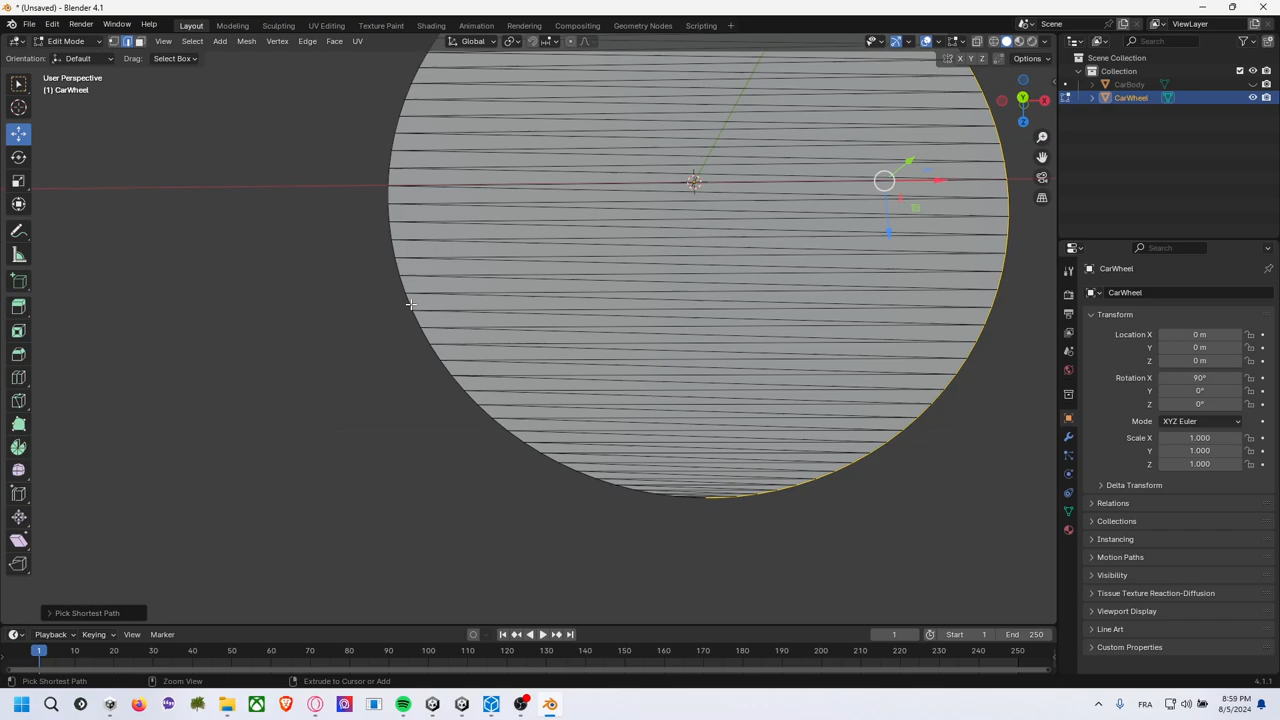 * (Unsaved) - Blender 4.1
File Edit Render Window Help Layout Modeling Sculpting UV Editing Texture Paint Shading Animation Rendering Compositing Geometry Nodes Scripting + Scene ViewLayer
Edit Mode View Select Add Mesh Vertex Edge Face UV Global Search
Orientation: Default Drag: Select Box X Y Z Options
Scene Collection
Collection
User Perspective
(1) CarWheel
CarBody
CarWheel
Y X Z
Search
CarWheel
CarWheel
Transform
Location X 0 m
Y 0 m
Z 0 m
Rotation X 90°
Y 0°
Z 0°
Mode XYZ Euler
Scale X 1.000
Y 1.000
Z 1.000
Delta Transform
Relations
Collections
Instancing
Motion Paths
Visibility
Tissue Texture Reaction-Diffusion
Viewport Display
Line Art
Custom Properties
Pick Shortest Path
Playback Keying View Marker 1 Start 1 End 250
1 10 20 30 40 50 60 70 80 90 100 110 120 130 140 150 160 170 180 190 200 210 220 230 240 250
Pick Shortest Path Zoom View Extrude to Cursor or Add 4.1.1
FRA 8:59 PM
8/5/2024